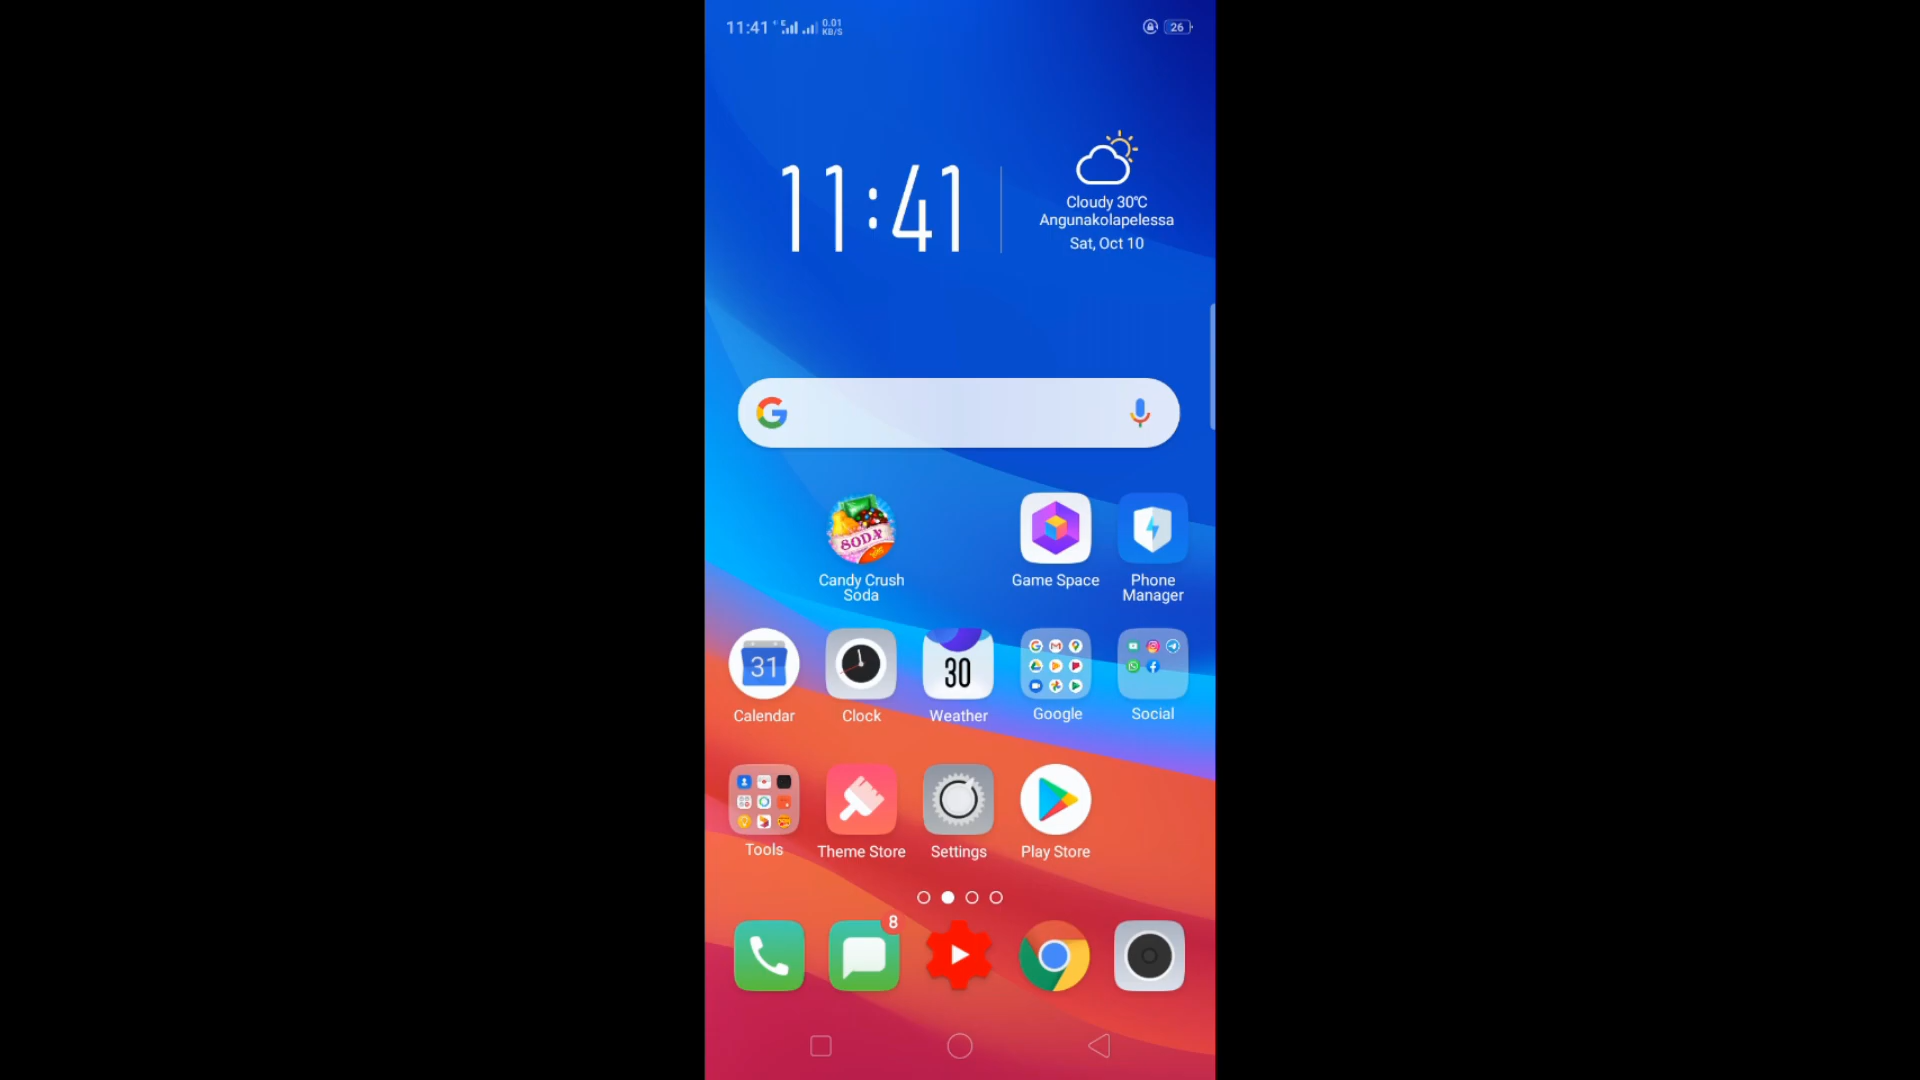 11:41
E
0.01
KB/S
26
11:41
Cloudy 30℃
Angunakolapelessa
Sat, Oct 10
G
SODA
Candy Crush
Soda
Game Space
Phone
Manager
31
Calendar
Clock
30
Weather
Google
Social
Tools
Theme Store
Settings
Play Store
8